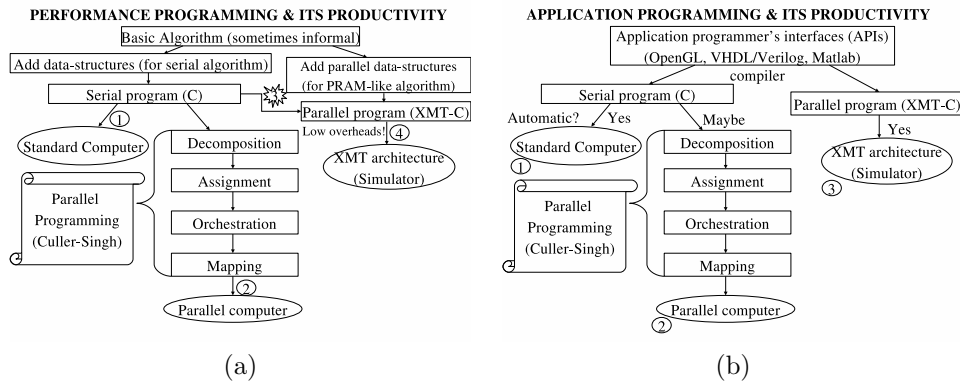 PERFORMANCE PROGRAMMING & ITS PRODUCTIVITY
Basic Algorithm (sometimes informal)
Add data-structures (for serial algorithm)
Add parallel data-structures
(for PRAM-like algorithm)
Serial program (C)
3
Parallel program (XMT-C)
1
Low overheads!
4
Standard Computer
Decomposition
XMT architecture
(Simulator)
Assignment
Parallel
Programming
(Culler-Singh)
Orchestration
Mapping
2
Parallel computer
(a)
APPLICATION PROGRAMMING & ITS PRODUCTIVITY
Application programmer's interfaces (APIs)
(OpenGL, VHDL/Verilog, Matlab)
compiler
Serial program (C)
Parallel program (XMT-C)
Automatic?
Yes
Maybe
Yes
Standard Computer
1
Decomposition
XMT architecture
(Simulator)
3
Assignment
Parallel
Programming
(Culler-Singh)
Orchestration
Mapping
Parallel computer
2
(b)